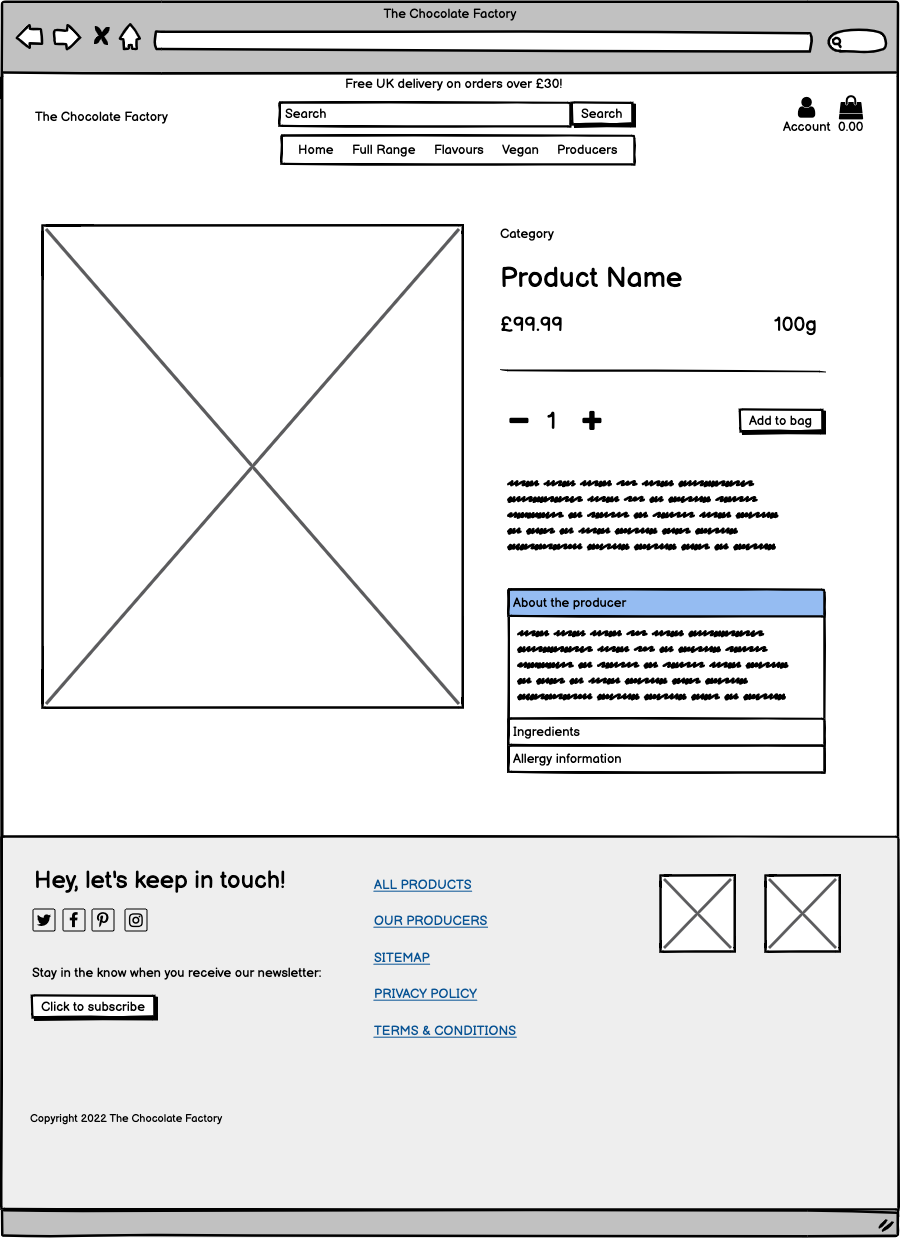 The Chocolate Factory
Free UK delivery on orders over £30!
The Chocolate Factory
Search
Search
Account 0.00
Home Full Range Flavours Vegan Producers
Category
Product Name
£99.99 100g
1
Add to bag
About the producer
Ingredients
Allergy information
Hey, let's keep in touch!
Stay in the know when you receive our newsletter:
Click to subscribe
ALL PRODUCTS
OUR PRODUCERS
SITEMAP
PRIVACY POLICY
TERMS & CONDITIONS
Copyright 2022 The Chocolate Factory